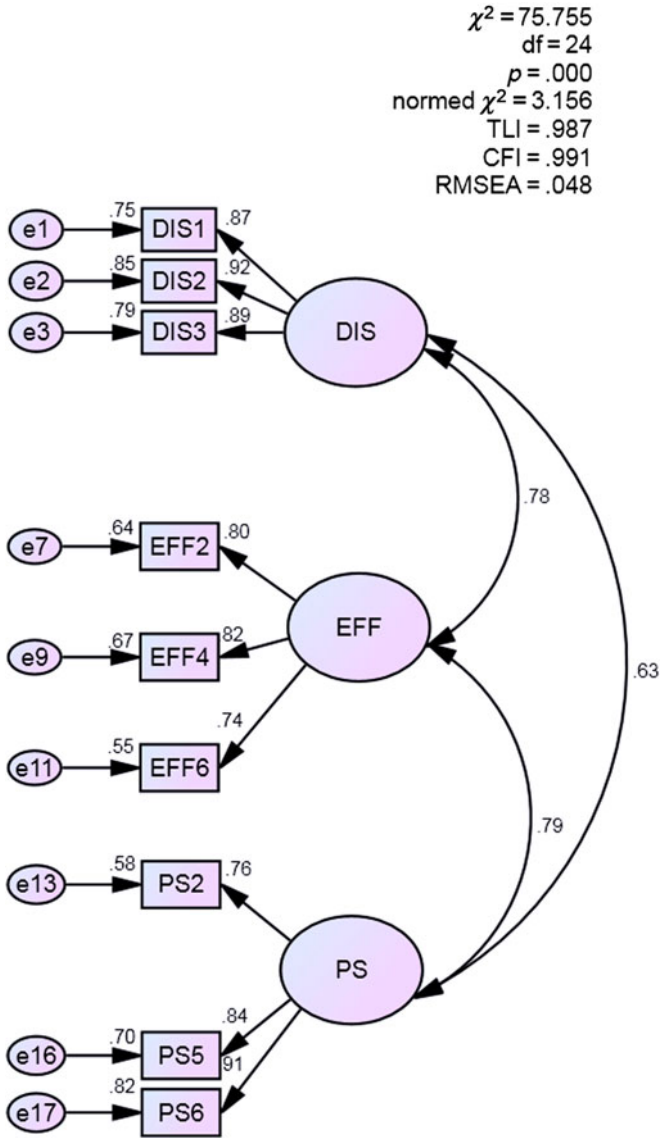 χ² = 75.755
df = 24
p = .000
normed χ² = 3.156
TLI = .987
CFI = .991
RMSEA = .048
e1 .75 DIS1 .87
e2 .85 DIS2 .92
e3 .79 DIS3 .89
DIS
.78
e7 .64 EFF2 .80
EFF
e9 .67 EFF4 .82
.63
e11 .55 EFF6 .74
.79
e13 .58 PS2 .76
PS
e16 .70 PS5 .84
e17 .82 PS6 .91